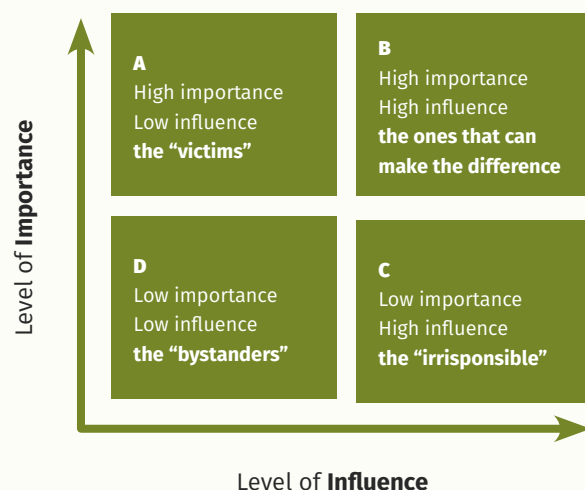 Level of Importance
A
High importance
Low influence
the “victims”
B
High importance
High influence
the ones that can
make the difference
D
Low importance
Low influence
the “bystanders”
C
Low importance
High influence
the “irrisponsible”
Level of Influence